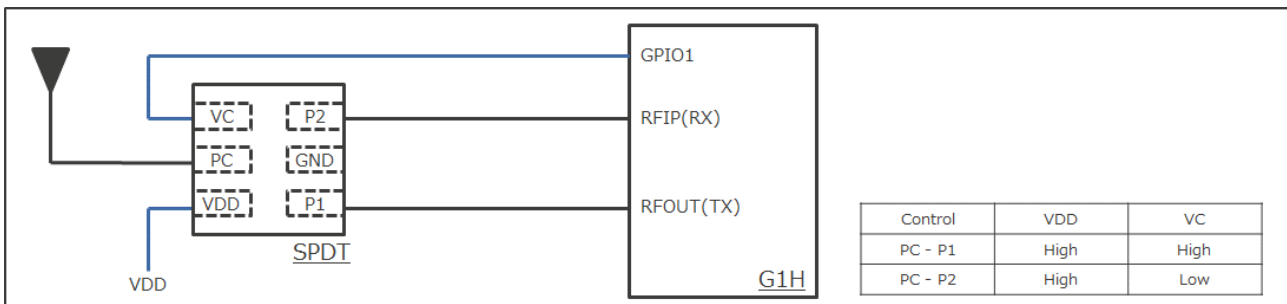 GPIO1
VC
P2
RFIP(RX)
PC
GND
VDD
P1
RFOUT(TX)
SPDT
VDD
G1H
Control VDD VC
PC - P1 High High
PC - P2 High Low